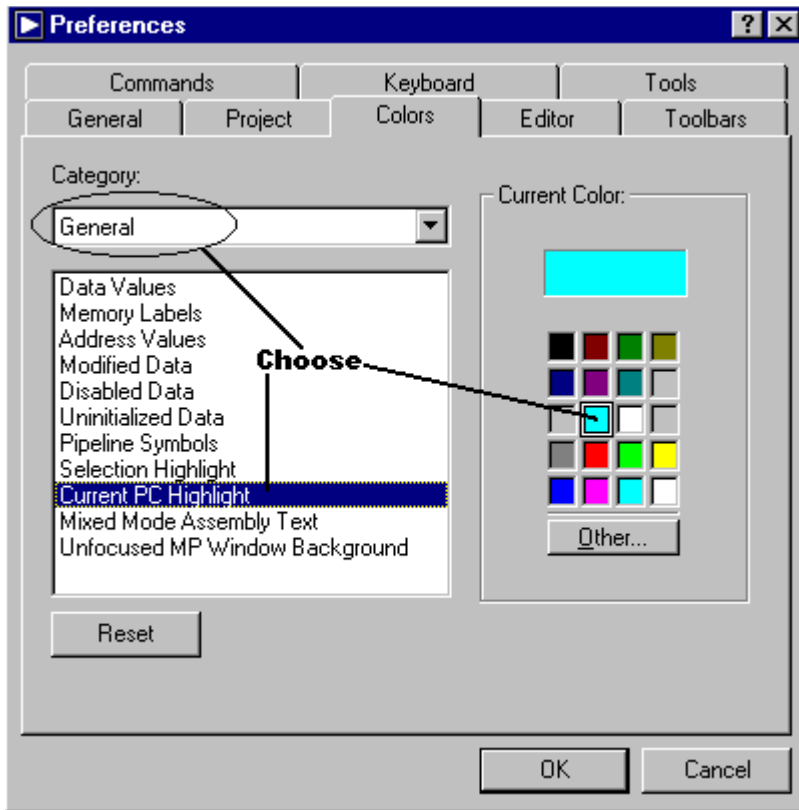 Preferences
Commands Keyboard Tools
General Project Colors Editor Toolbars
Category:
General
Data Values
Memory Labels
Address Values
Modified Data
Disabled Data
Uninitialized Data
Pipeline Symbols
Selection Highlight
Current PC Highlight
Mixed Mode Assembly Text
Unfocused MP Window Background
Choose
Reset
Current Color:
Other...
OK Cancel